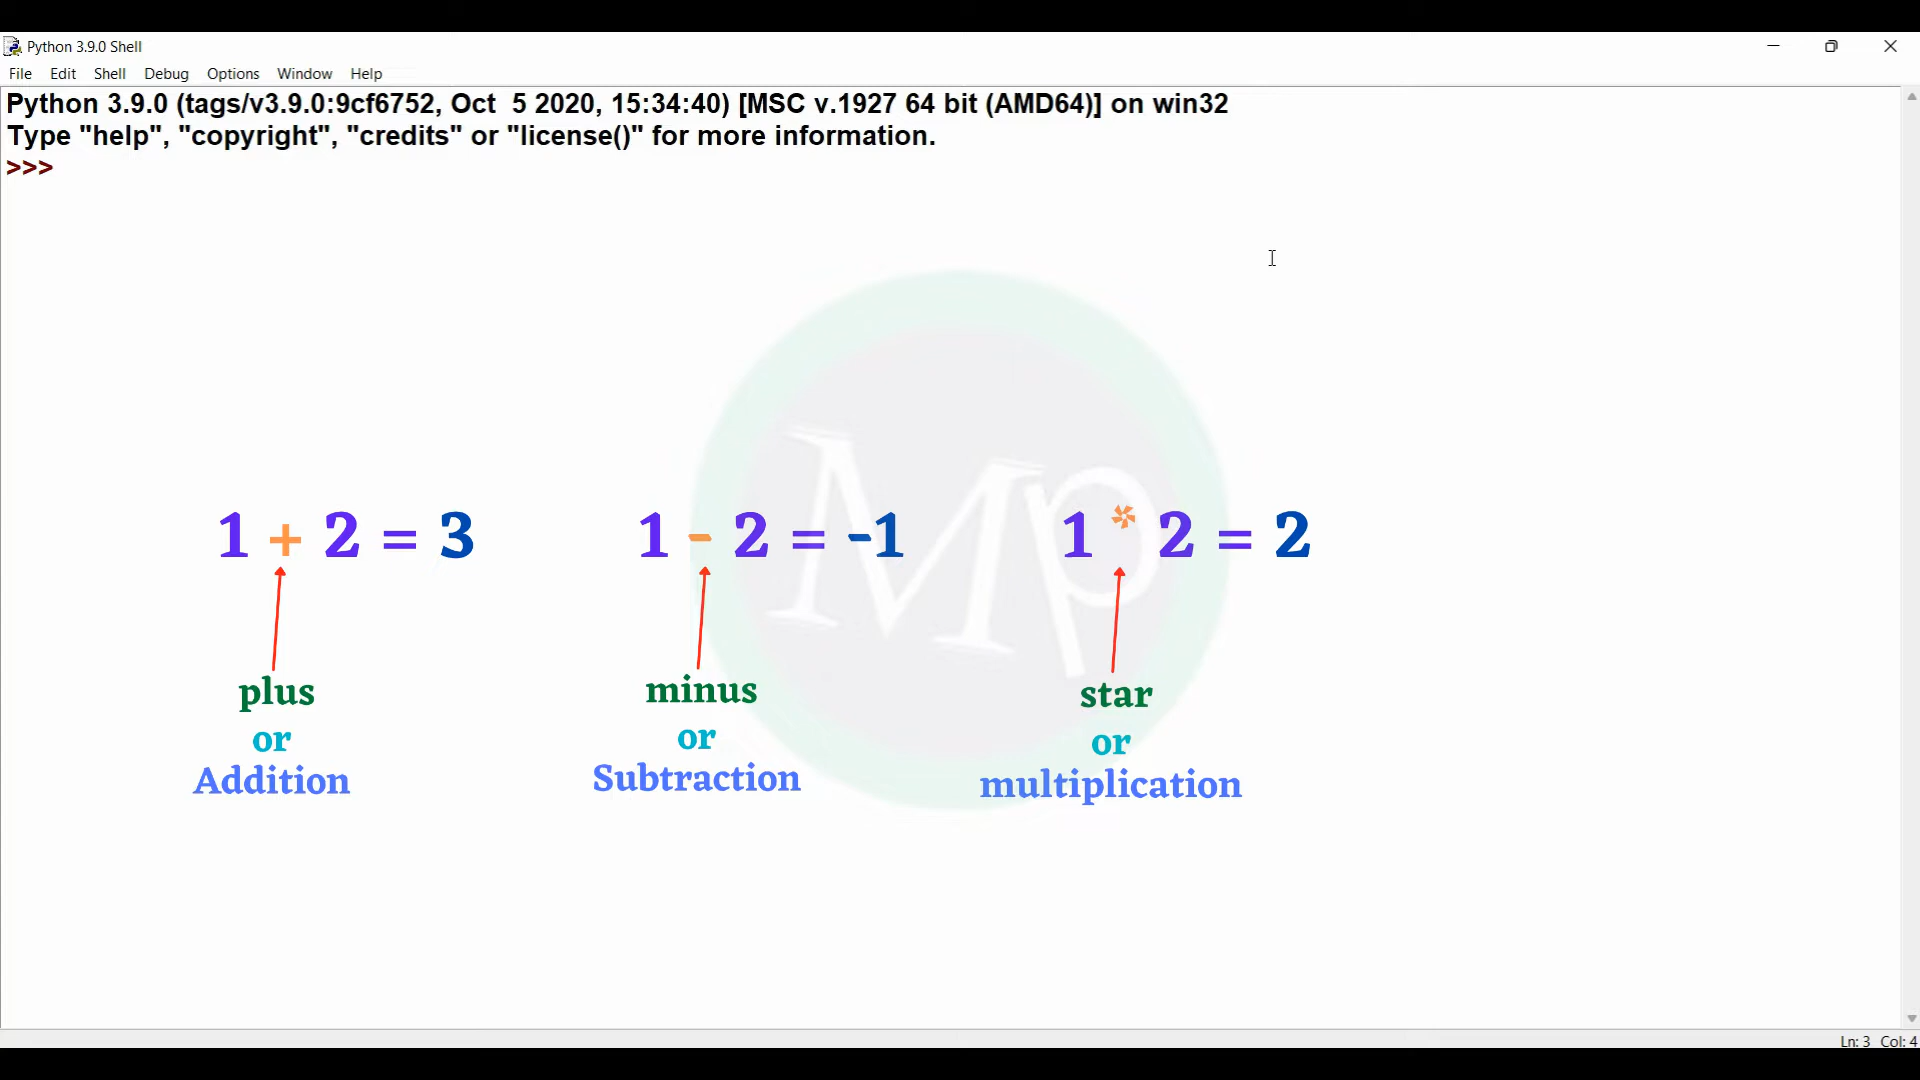 Python 3.9.0 Shell
File Edit Shell Debug Options Window Help
Python 3.9.0 (tags/v3.9.0:9cf6752, Oct  5 2020, 15:34:40) [MSC v.1927 64 bit (AMD64)] on win32
Type "help", "copyright", "credits" or "license()" for more information.
>>>
Mp
1 + 2 = 3
plus
or
Addition
1 - 2 = -1
minus
or
Subtraction
1 * 2 = 2
star
or
multiplication
Ln: 3 Col: 4